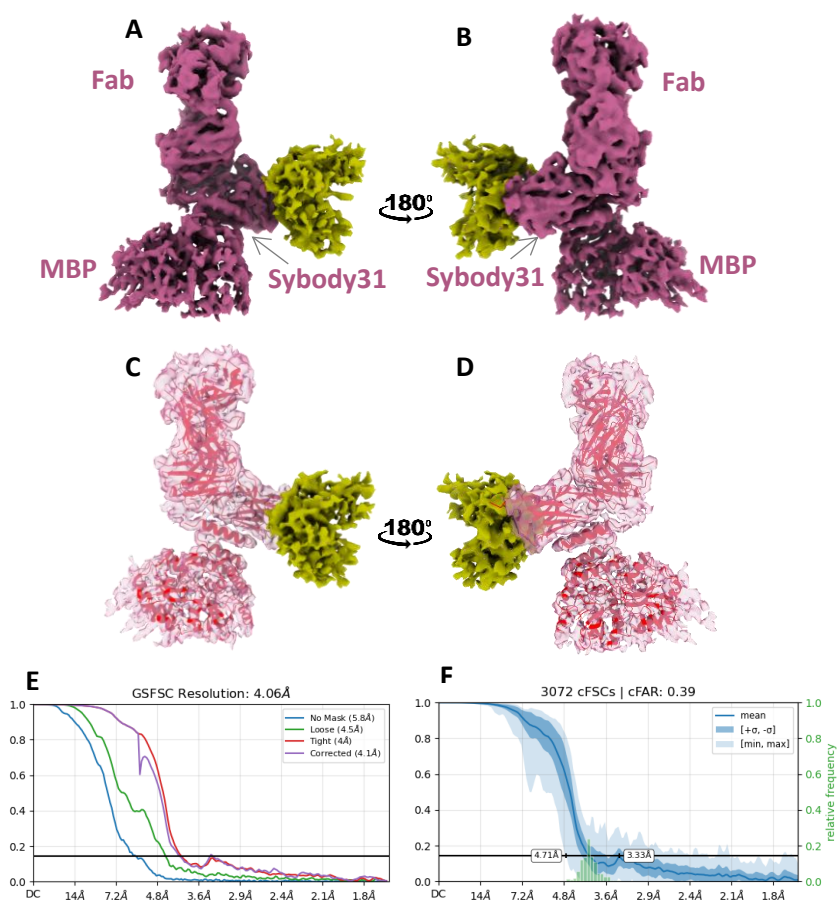 A
B
Fab
Fab
180⁰
MBP
Sybody31
Sybody31
MBP
C
D
180⁰
E
GSFSC Resolution: 4.06Å
1.0
0.8
0.6
0.4
0.2
0.0
No Mask (5.8Å)
Loose (4.5Å)
Tight (4Å)
Corrected (4.1Å)
DC 14Å 7.2Å 4.8Å 3.6Å 2.9Å 2.4Å 2.1Å 1.8Å
F
3072 cFSCs | cFAR: 0.39
1.0
0.8
0.6
0.4
0.2
0.0
mean
[+σ, -σ]
[min, max]
4.71Å
3.33Å
1.0
0.8
0.6
0.4
0.2
0.0
relative frequency
DC 14Å 7.2Å 4.8Å 3.6Å 2.9Å 2.4Å 2.1Å 1.8Å